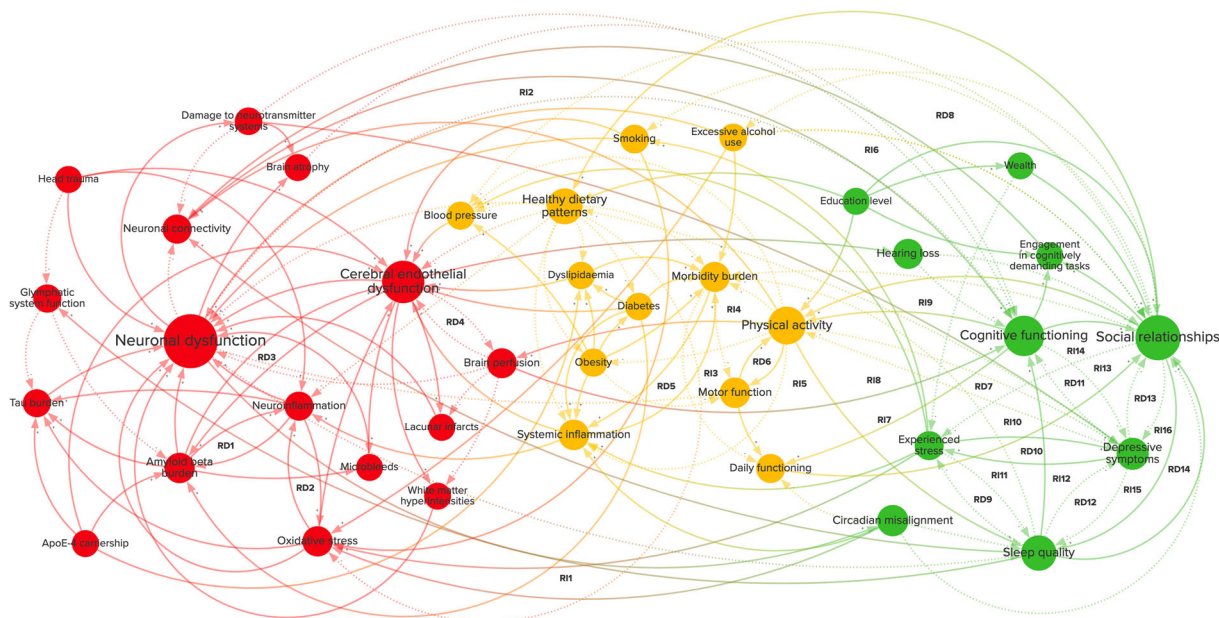 RI2
RD8
Damage to neurotransmitter
systems
Smoking
Excessive alcohol
use
RI6
Brain atrophy
Wealth
Head trauma
Healthy dietary
patterns
Education level
Blood pressure
Neuronal connectivity
Hearing loss
Engagement
in cognitively
demanding tasks
Cerebral endothelial
dysfunction
Dyslipidaemia
Morbidity burden
Glymphatic
system function
Diabetes
RI9
RD4
RI4
Physical activity
Neuronal dysfunction
Cognitive functioning
Social relationships
RD3
Brain perfusion
Obesity
RD6
RI14
RI13
RI3
RD5
RI5
RI8
RD7
RD11
Motor function
Tau burden
Neuroinflammation
RD13
RI7
RI10
Lacunar infarcts
Systemic inflammation
RI16
RD1
Experienced
stress
RD10
Depressive
symptoms
Amyloid beta
burden
Microbleeds
Daily functioning
RI11
RI12
RD14
RD2
White matter
hyperintensities
RD9
RD12
RI15
Circadian misalignment
ApoE-4 carriership
Oxidative stress
Sleep quality
RI1